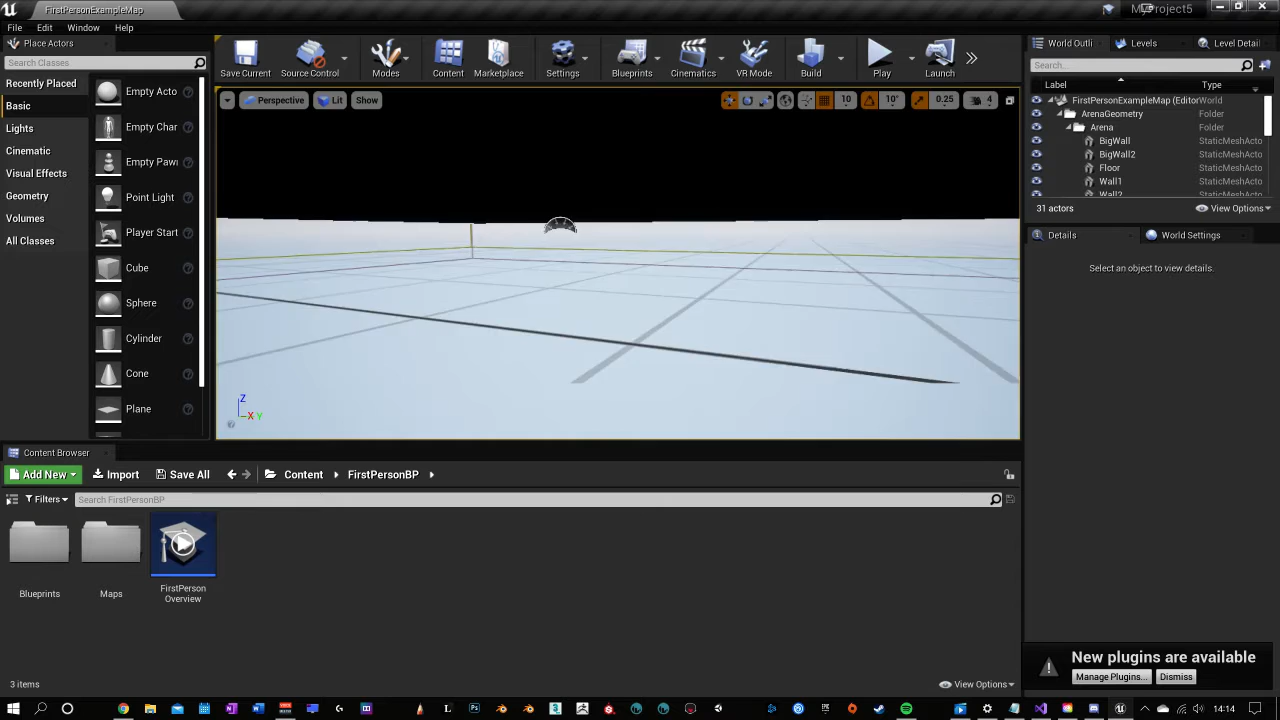 FirstPersonExampleMap
MyProject5
File Edit Window Help
Place Actors
World Outli
Levels
Level Detail
Search Classes
Save Current
Source Control
Modes
Content
Marketplace
Settings
Blueprints
Cinematics
VR Mode
Build
Play
Launch
Search...
Recently Placed
Basic
Lights
Cinematic
Visual Effects
Geometry
Volumes
All Classes
Empty Acto
Empty Char
Empty Pawn
Point Light
Player Start
Cube
Sphere
Cylinder
Cone
Plane
Perspective Lit Show
10 10° 0.25 4
Z
X Y
Label Type
FirstPersonExampleMap (Editor World
ArenaGeometry Folder
Arena Folder
BigWall StaticMeshActo
BigWall2 StaticMeshActo
Floor StaticMeshActo
Wall1 StaticMeshActo
Wall2
31 actors View Options
Details World Settings
Select an object to view details.
Content Browser
Add New Import Save All Content FirstPersonBP
Filters Search FirstPersonBP
Blueprints
Maps
FirstPerson
Overview
3 items View Options
New plugins are available
Manage Plugins... Dismiss
14:14